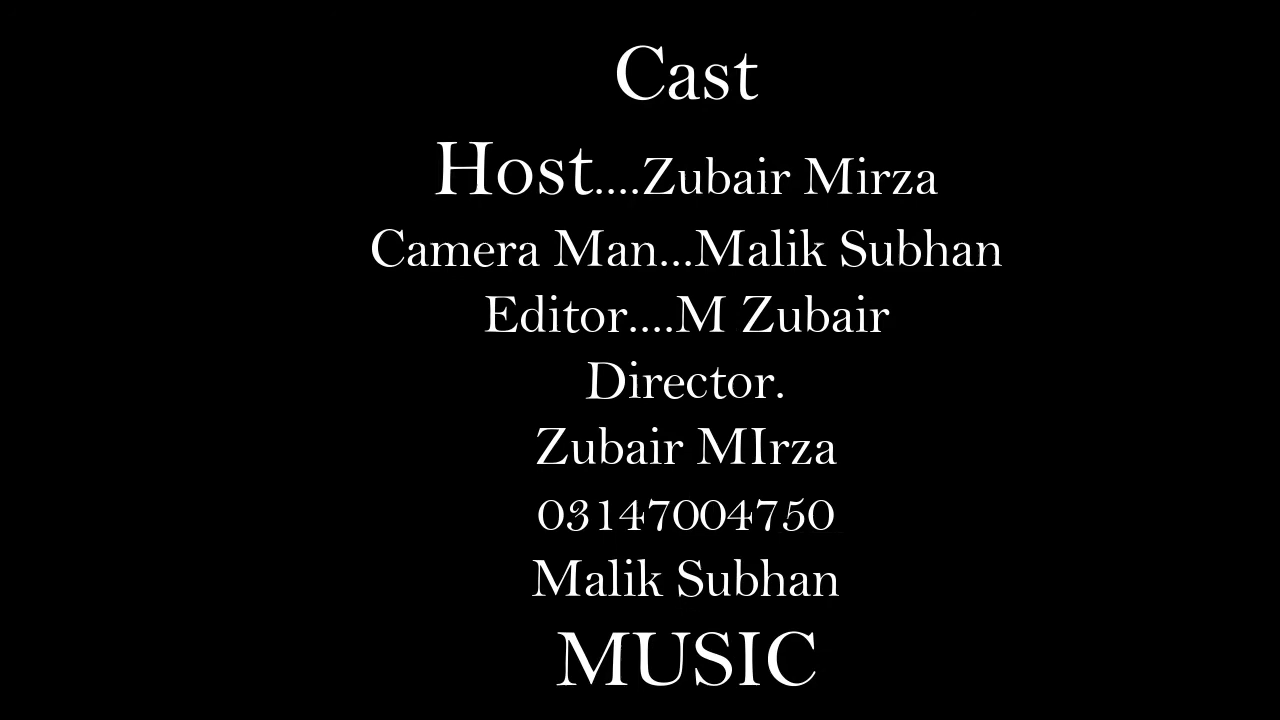 Cast
Host....Zubair Mirza
Camera Man...Malik Subhan
Editor....M Zubair
Director.
Zubair MIrza
03147004750
Malik Subhan
MUSIC